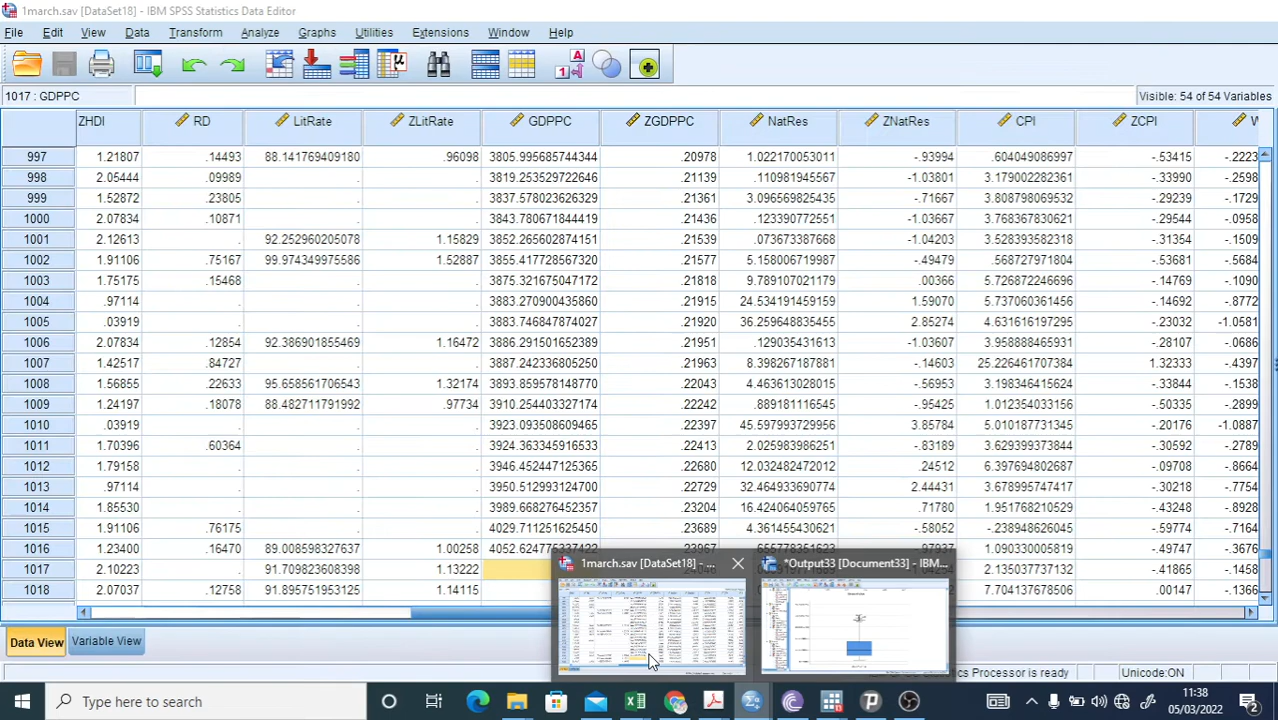 1march.sav [DataSet18] - IBM SPSS Statistics Data Editor
File Edit View Data Transform Analyze Graphs Utilities Extensions Window Help
1017 : GDPPC Visible: 54 of 54 Variables
ZHDI RD LitRate ZLitRate GDPPC ZGDPPC NatRes ZNatRes CPI ZCPI
997 1.21807 .14493 88.141769409180 .96098 3805.995685744344 .20978 1.022170053011 -.93994 .604049086997 -.53415 -.2223
998 2.05444 .09989 . . 3819.253529722646 .21139 .110981945567 -1.03801 3.179002282361 -.33990 -.2598
999 1.52872 .23805 . . 3837.578023626329 .21361 3.096569825435 -.71667 3.808798069532 -.29239 -.1729
1000 2.07834 .10871 . . 3843.780671844419 .21436 .123390772551 -1.03667 3.768367830621 -.29544 -.0958
1001 2.12613 . 92.252960205078 1.15829 3852.265602874151 .21539 .073673387668 -1.04203 3.528393582318 -.31354 -.1509
1002 1.91106 .75167 99.974349975586 1.52887 3855.417728567320 .21577 5.158006719987 -.49479 .568727971804 -.53681 -.5684
1003 1.75175 .15468 . . 3875.321675047172 .21818 9.789107021179 .00366 5.726872246696 -.14769 -.1090
1004 .97114 . . . 3883.270900435860 .21915 24.534191459159 1.59070 5.737060361456 -.14692 -.8772
1005 .03919 . . . 3883.746847874027 .21920 36.259648835455 2.85274 4.631616197295 -.23032 -1.0581
1006 2.07834 .12854 92.386901855469 1.16472 3886.291501652389 .21951 .129035431613 -1.03607 3.958888465931 -.28107 -.0686
1007 1.42517 .84727 . . 3887.242336805250 .21963 8.398267187881 -.14603 25.226461707384 1.32333 -.4397
1008 1.56855 .22633 95.658561706543 1.32174 3893.859578148770 .22043 4.463613028015 -.56953 3.198346415624 -.33844 -.1538
1009 1.24197 .18078 88.482711791992 .97734 3910.254403327174 .22242 .889181116545 -.95425 1.012354033156 -.50335 -.2899
1010 .03919 . . . 3923.093508605714 .22397 45.597993729956 3.85784 5.010187731345 -.20176 -1.0887
1011 1.70396 .60364 . . 3924.363345916533 .22413 2.025983986251 -.83189 3.629399373844 -.30592 -.2789
1012 1.79158 . . . 3946.452447125365 .22680 12.032482472012 .24512 6.397694802687 -.09708 -.8664
1013 .97114 . . . 3950.512993124700 .22729 32.464933690774 2.44431 3.678995747417 -.30218 -.7754
1014 1.85530 . . . 3989.668276452357 .23204 16.424064059765 .71780 1.951768210529 -.43248 -.8928
1015 1.91106 .76175 . . 4029.711251625450 .23689 4.361455430621 -.58052 -.238948626045 -.59774 -.7164
1016 1.23400 .16470 89.008598327637 1.00258 1.090330005819 -.49747 -.3676
1017 2.10223 . 91.709823608398 1.13222 2.135037737132 -.41865 -.1458
1018 2.07037 .12758 91.895751953125 1.14115 7.704137678509 .00147 -.1366
1march.sav [DataSet18] - ... *Output33 [Document33] - IBM...
Data View Variable View
Processor is ready Unicode:ON
Type here to search
11:38
05/03/2022
2